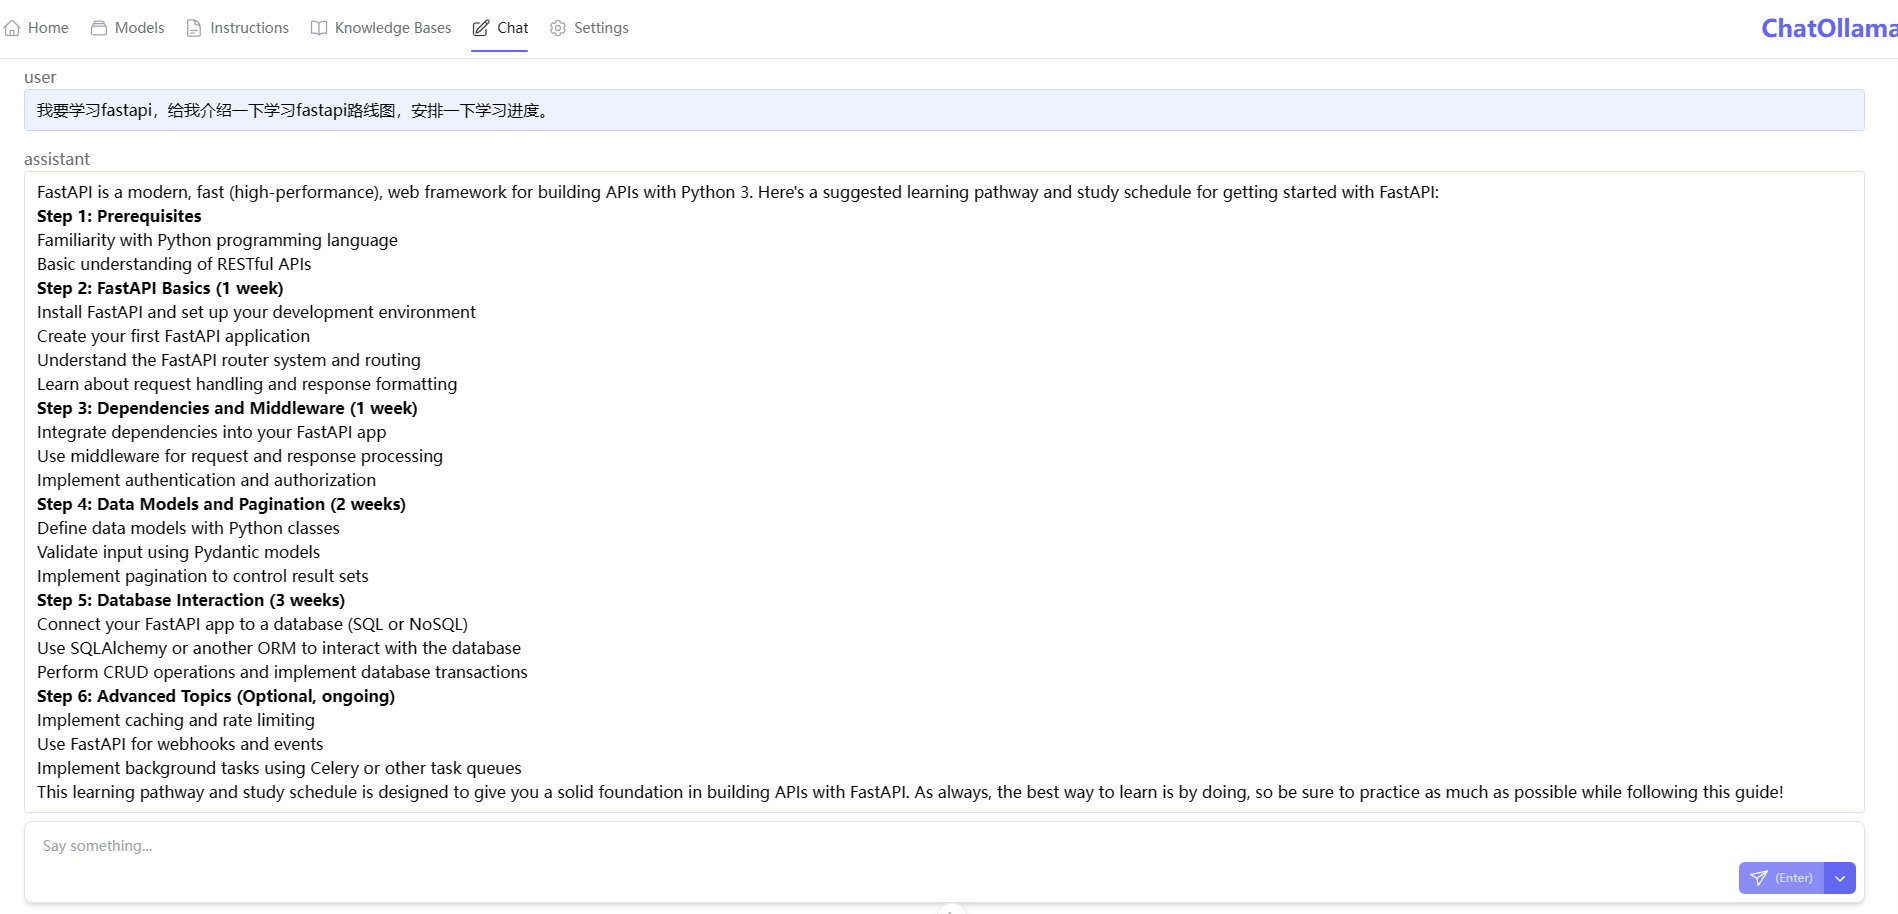 Home Models Instructions Knowledge Bases Chat Settings ChatOllama
user
我要学习fastapi，给我介绍一下学习fastapi路线图，安排一下学习进度。
assistant
FastAPI is a modern, fast (high-performance), web framework for building APIs with Python 3. Here's a suggested learning pathway and study schedule for getting started with FastAPI:
Step 1: Prerequisites
Familiarity with Python programming language
Basic understanding of RESTful APIs
Step 2: FastAPI Basics (1 week)
Install FastAPI and set up your development environment
Create your first FastAPI application
Understand the FastAPI router system and routing
Learn about request handling and response formatting
Step 3: Dependencies and Middleware (1 week)
Integrate dependencies into your FastAPI app
Use middleware for request and response processing
Implement authentication and authorization
Step 4: Data Models and Pagination (2 weeks)
Define data models with Python classes
Validate input using Pydantic models
Implement pagination to control result sets
Step 5: Database Interaction (3 weeks)
Connect your FastAPI app to a database (SQL or NoSQL)
Use SQLAlchemy or another ORM to interact with the database
Perform CRUD operations and implement database transactions
Step 6: Advanced Topics (Optional, ongoing)
Implement caching and rate limiting
Use FastAPI for webhooks and events
Implement background tasks using Celery or other task queues
This learning pathway and study schedule is designed to give you a solid foundation in building APIs with FastAPI. As always, the best way to learn is by doing, so be sure to practice as much as possible while following this guide!
Say something...
(Enter)